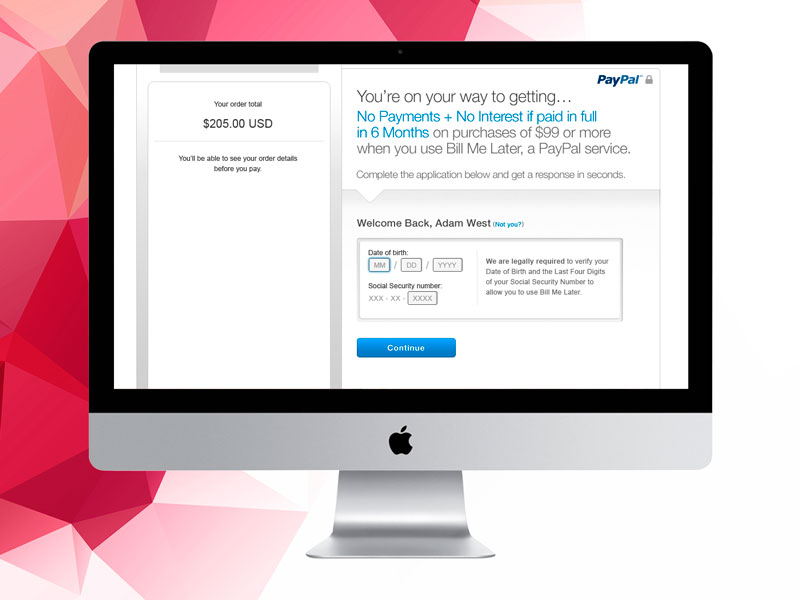 Your order total
$205.00 USD
You'll be able to see your order details
before you pay.
PayPal™
You're on your way to getting…
No Payments + No Interest if paid in full
in 6 Months on purchases of $99 or more
when you use Bill Me Later, a PayPal service.
Complete the application below and get a response in seconds.
Welcome Back, Adam West (Not you?)
Date of birth:
MM / DD / YYYY
Social Security number:
XXX - XX - XXXX
We are legally required to verify your
Date of Birth and the Last Four Digits
of your Social Security Number to
allow you to use Bill Me Later.
Continue